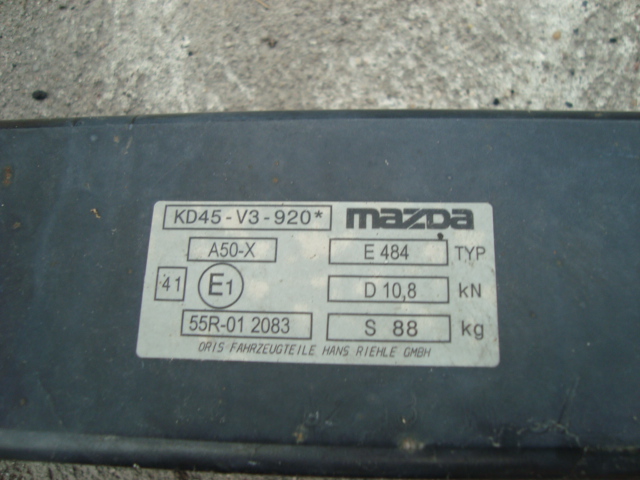 KD45-V3-920* mazda
A50-X E 484 TYP
41 E1 D 10,8 kN
55R-01 2083 S 88 kg
ORIS FAHRZEUGTEILE HANS RIEHLE GMBH